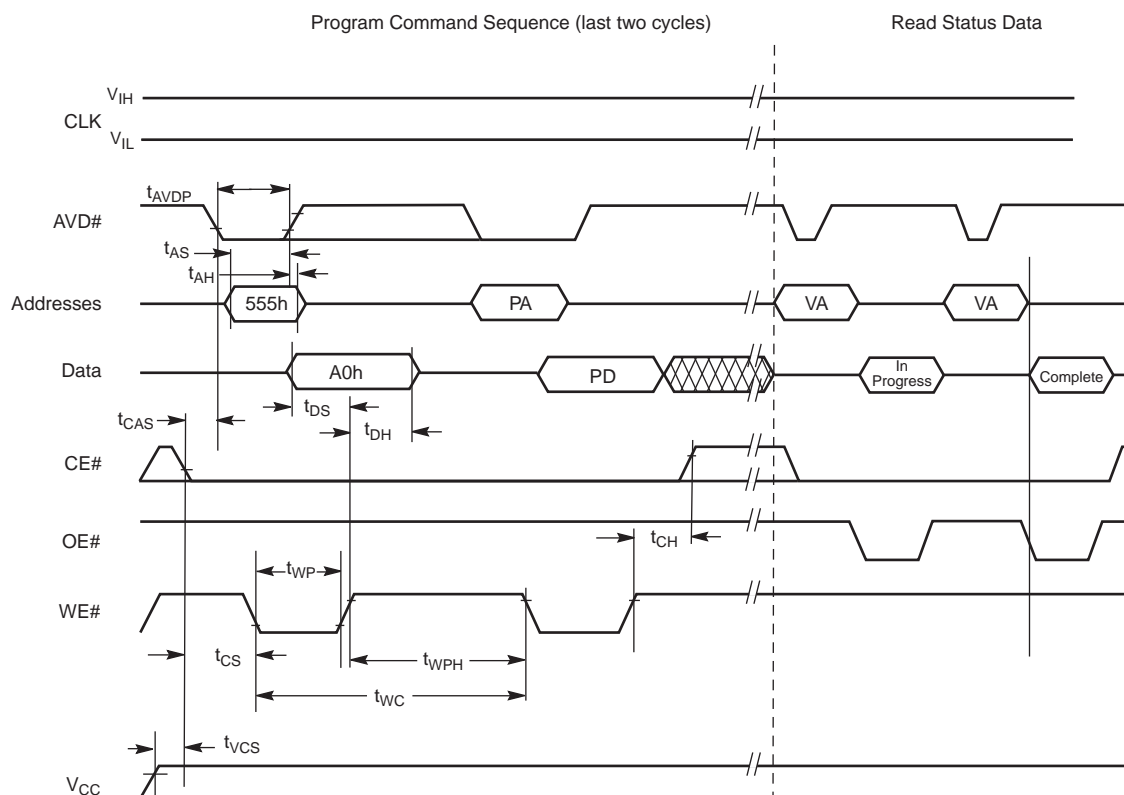 Program Command Sequence (last two cycles) Read Status Data
VIH
CLK
VIL
tAVDP
AVD#
tAS
tAH
Addresses 555h PA VA VA
Data A0h PD In Progress Complete
tDS
tCAS
tDH
CE#
OE# tCH
tWP
WE#
tCS tWPH
tWC
tVCS
VCC